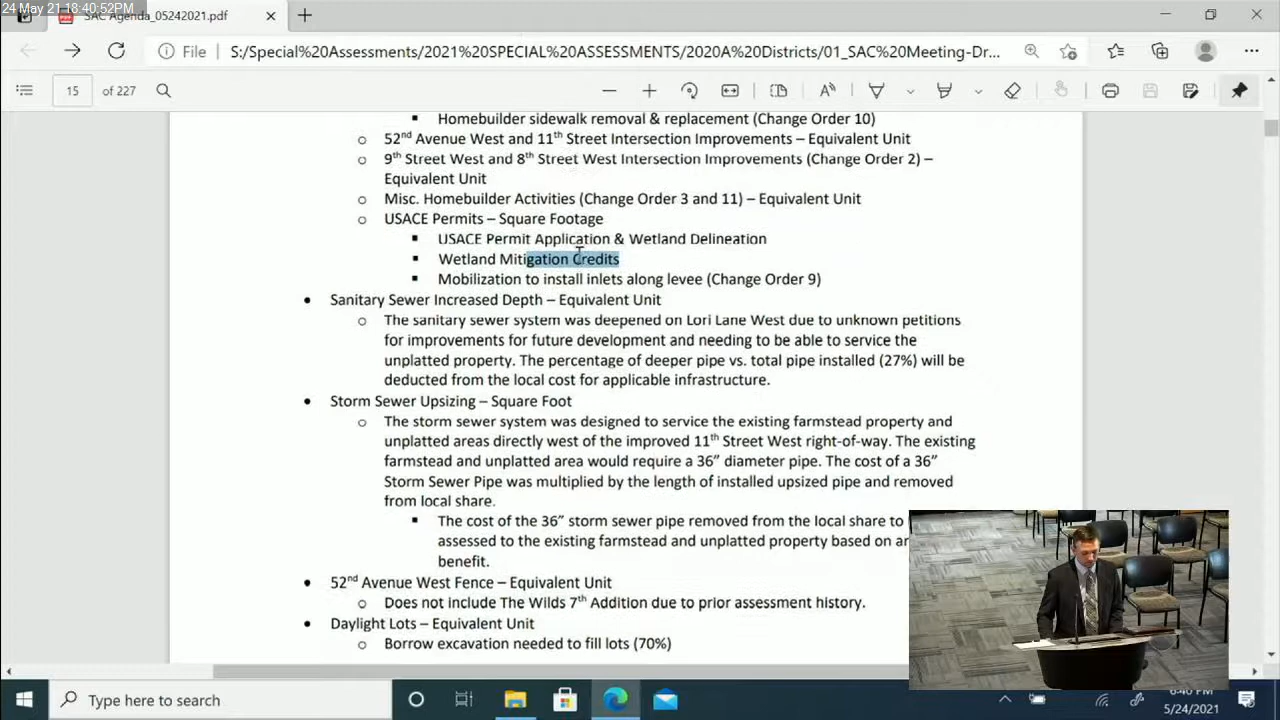 24 May 21 18:40:52PM
SAC Agenda_05242021.pdf
File S:/Special%20Assessments/2021%20SPECIAL%20ASSESSMENTS/2020A%20Districts/01_SAC%20Meeting-Dr...
15 of 227
▪ Homebuilder sidewalk removal & replacement (Change Order 10)
o 52nd Avenue West and 11th Street Intersection Improvements – Equivalent Unit
o 9th Street West and 8th Street West Intersection Improvements (Change Order 2) –
Equivalent Unit
o Misc. Homebuilder Activities (Change Order 3 and 11) – Equivalent Unit
o USACE Permits – Square Footage
▪ USACE Permit Application & Wetland Delineation
▪ Wetland Mitigation Credits
▪ Mobilization to install inlets along levee (Change Order 9)
• Sanitary Sewer Increased Depth – Equivalent Unit
o The sanitary sewer system was deepened on Lori Lane West due to unknown petitions
for improvements for future development and needing to be able to service the
unplatted property. The percentage of deeper pipe vs. total pipe installed (27%) will be
deducted from the local cost for applicable infrastructure.
• Storm Sewer Upsizing – Square Foot
o The storm sewer system was designed to service the existing farmstead property and
unplatted areas directly west of the improved 11th Street West right-of-way. The existing
farmstead and unplatted area would require a 36” diameter pipe. The cost of a 36”
Storm Sewer Pipe was multiplied by the length of installed upsized pipe and removed
from local share.
▪ The cost of the 36” storm sewer pipe removed from the local share to
assessed to the existing farmstead and unplatted property based on
benefit.
• 52nd Avenue West Fence – Equivalent Unit
o Does not include The Wilds 7th Addition due to prior assessment history.
• Daylight Lots – Equivalent Unit
o Borrow excavation needed to fill lots (70%)
Type here to search
6:40 PM
5/24/2021